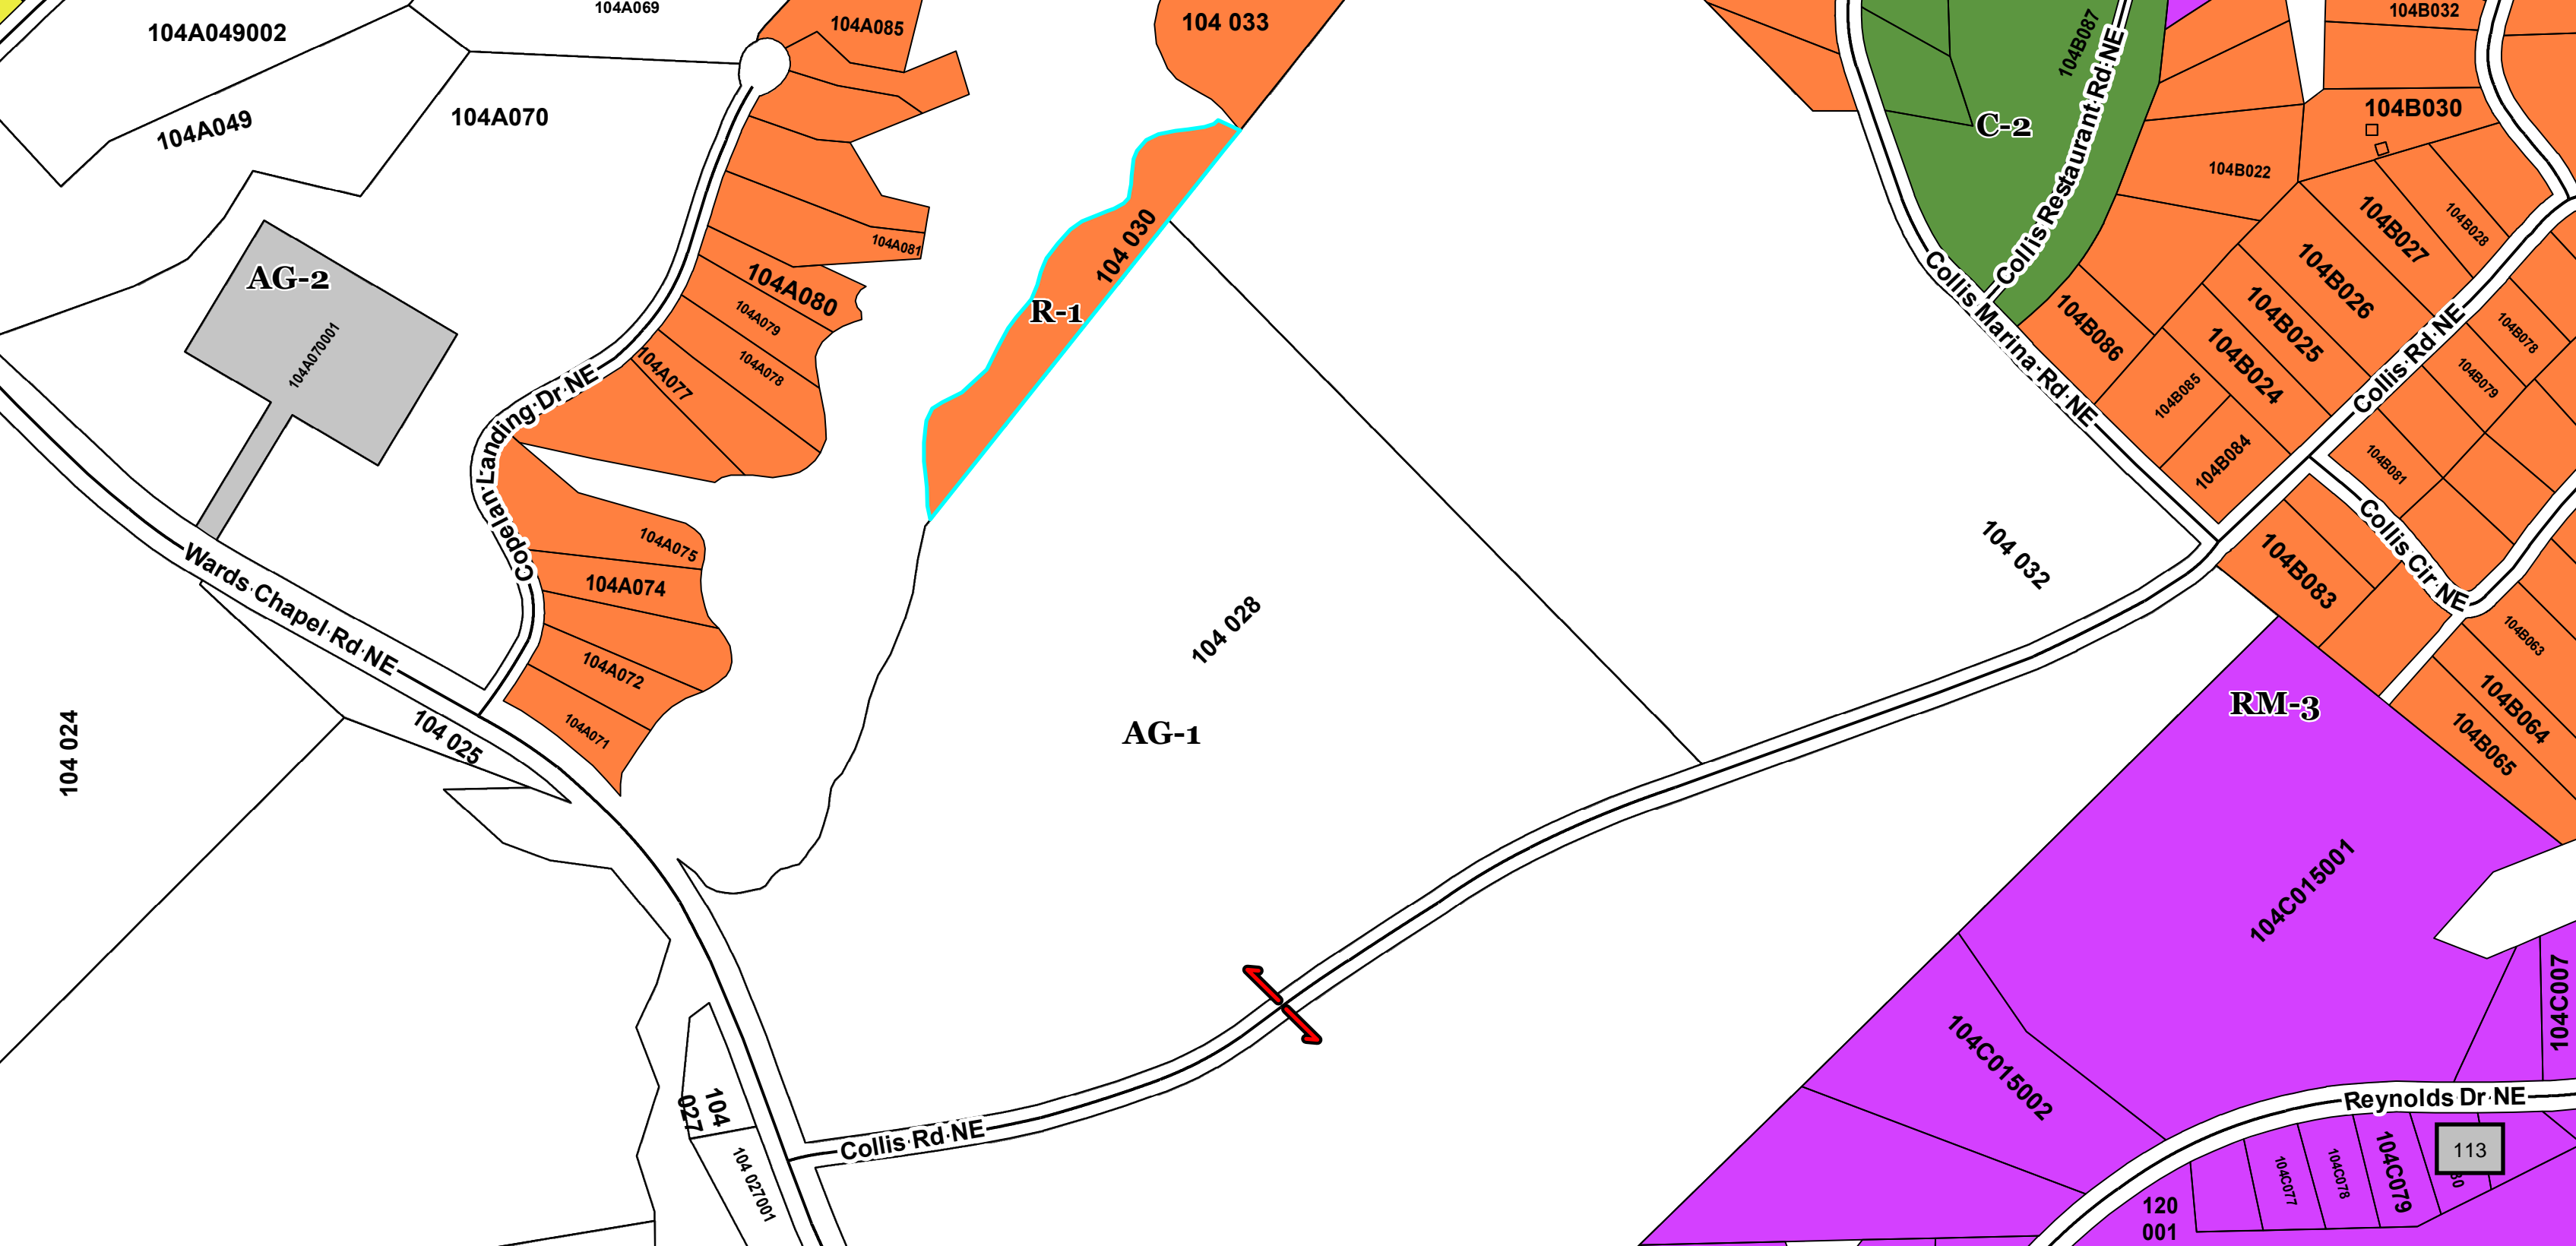 104A069
104A085
104 033
104B032
104A049002
104B087
104A049
104A070
104B030
C-2
Collis Restaurant Rd NE
104B022
104 030
104B027
104B028
104A081
AG-2
104A080
104B026
R-1
104A079
104B025
104B086
Collis Marina Rd NE
104B078
104A070001
104A078
104A077
104B024
104B085
Collis Rd NE
104B079
Copelan Landing Dr NE
104B084
104B081
104A075
104A074
Collis Cir NE
104B083
104 032
Wards Chapel Rd NE
104 028
104B063
104A072
RM-3
104B064
104A071
AG-1
104 025
104B065
104 024
104C015001
104C007
104C015002
Reynolds Dr NE
104
027
Collis Rd NE
113
104 027001
104C077
104C078
104C079
120
001